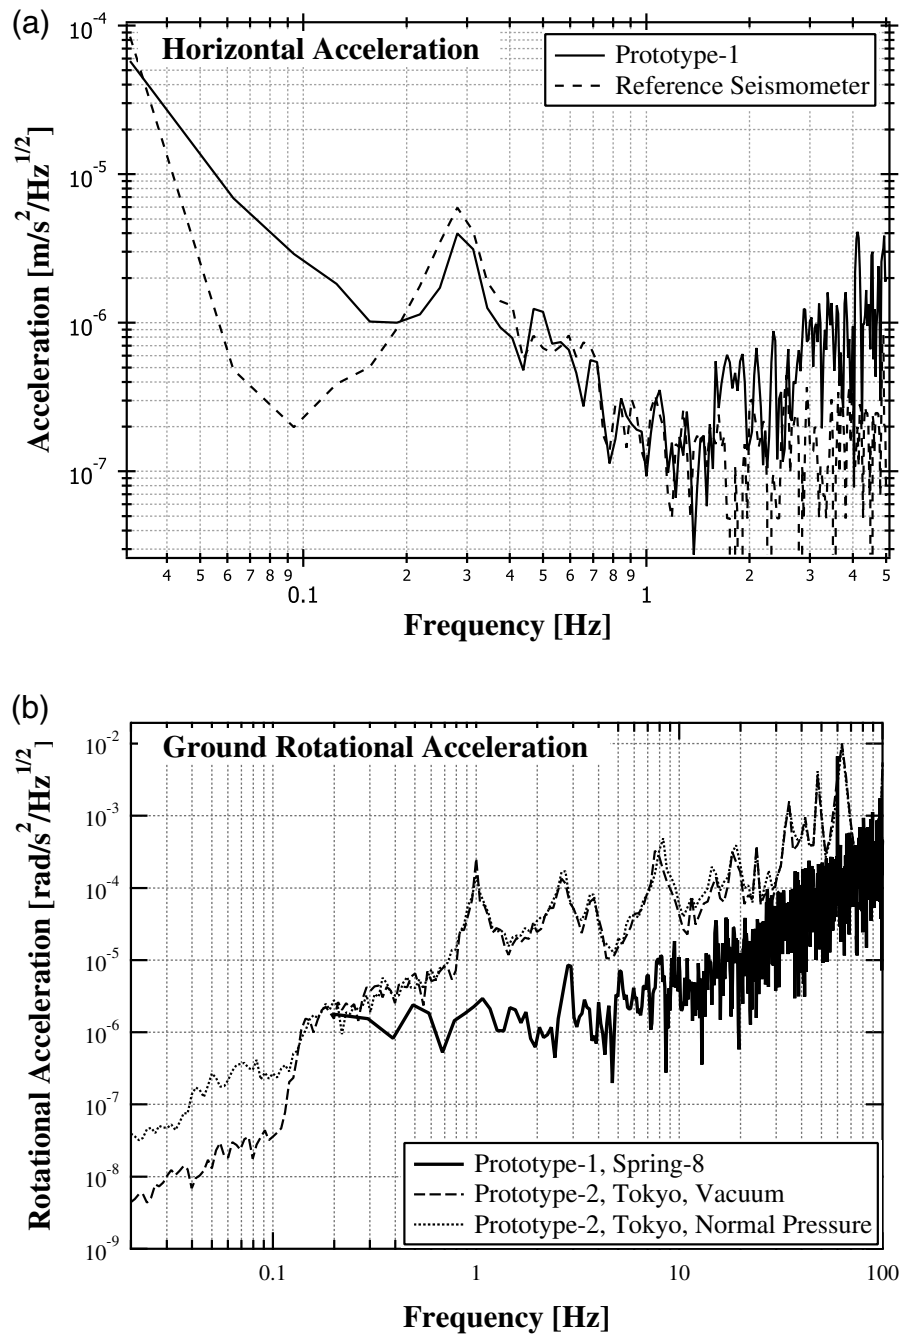 (a)
Horizontal Acceleration
Prototype-1
Reference Seismometer
Acceleration [m/s²/Hz^1/2]
10^-4
10^-5
10^-6
10^-7
4 5 6 7 8 9 2 3 4 5 6 7 8 9 2 3 4 5
0.1 1
Frequency [Hz]
(b)
Ground Rotational Acceleration
Rotational Acceleration [rad/s²/Hz^1/2]
10^-2
10^-3
10^-4
10^-5
10^-6
10^-7
10^-8
10^-9
Prototype-1, Spring-8
Prototype-2, Tokyo, Vacuum
Prototype-2, Tokyo, Normal Pressure
0.1 1 10 100
Frequency [Hz]